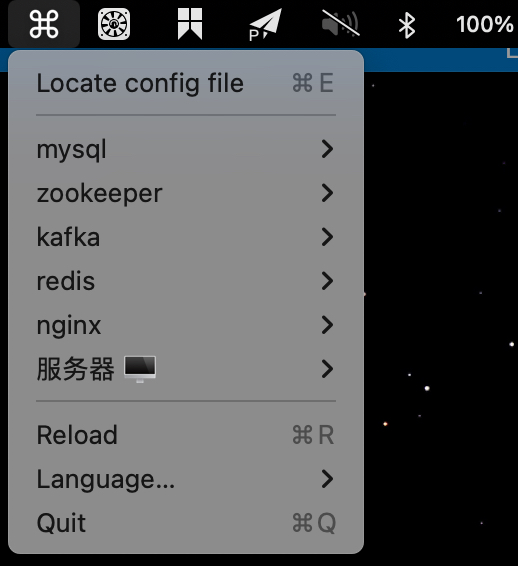 P 100%
Locate config file ⌘ E
mysql
zookeeper
kafka
redis
nginx
服务器
Reload ⌘ R
Language...
Quit ⌘ Q